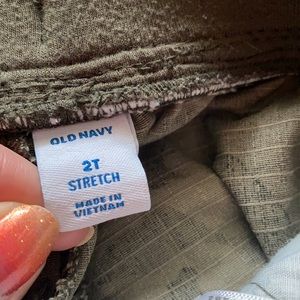 OLD NAVY
2T
STRETCH
MADE IN
VIETNAM